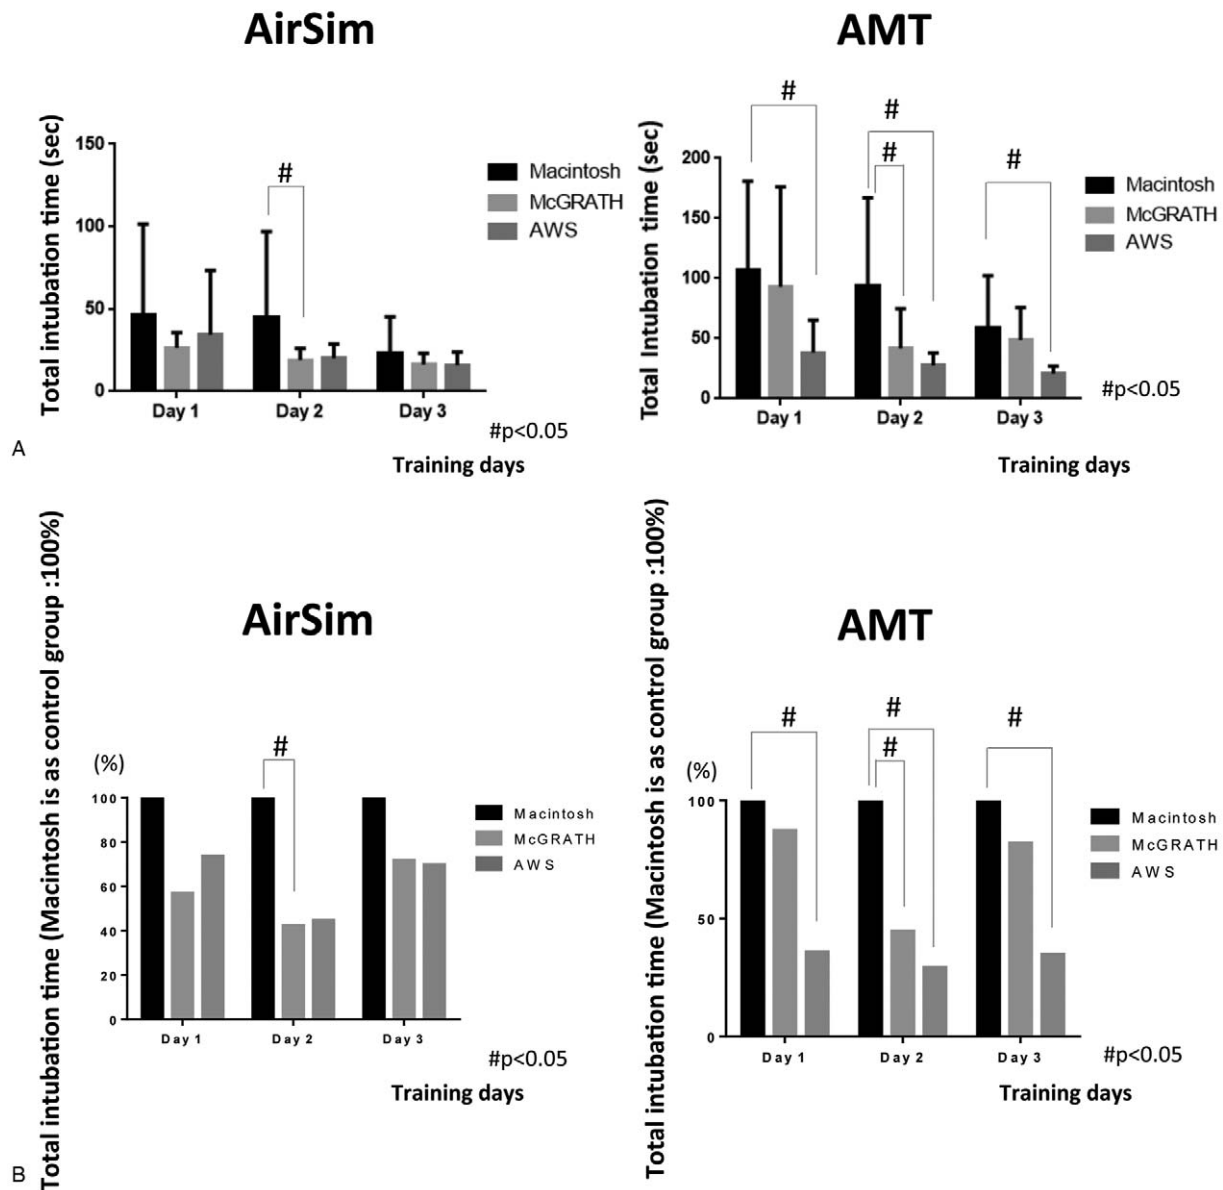 AirSim
Total intubation time (sec)
150
100
50
0
#
Macintosh
McGRATH
AWS
Day 1 Day 2 Day 3
#p<0.05
Training days
A
AMT
Total Intubation time (sec)
200
150
100
50
0
#
#
#
#
Macintosh
McGRATH
AWS
Day 1 Day 2 Day 3
#p<0.05
Training days
AirSim
Total intubation time (Macintosh is as control group :100%)
(%)
100
80
60
40
20
0
#
Macintosh
McGRATH
AWS
Day 1 Day 2 Day 3
#p<0.05
Training days
B
AMT
Total intubation time (Macintosh is as control group :100%)
(%)
100
50
0
#
#
#
#
Macintosh
McGRATH
AWS
Day 1 Day 2 Day 3
#p<0.05
Training days